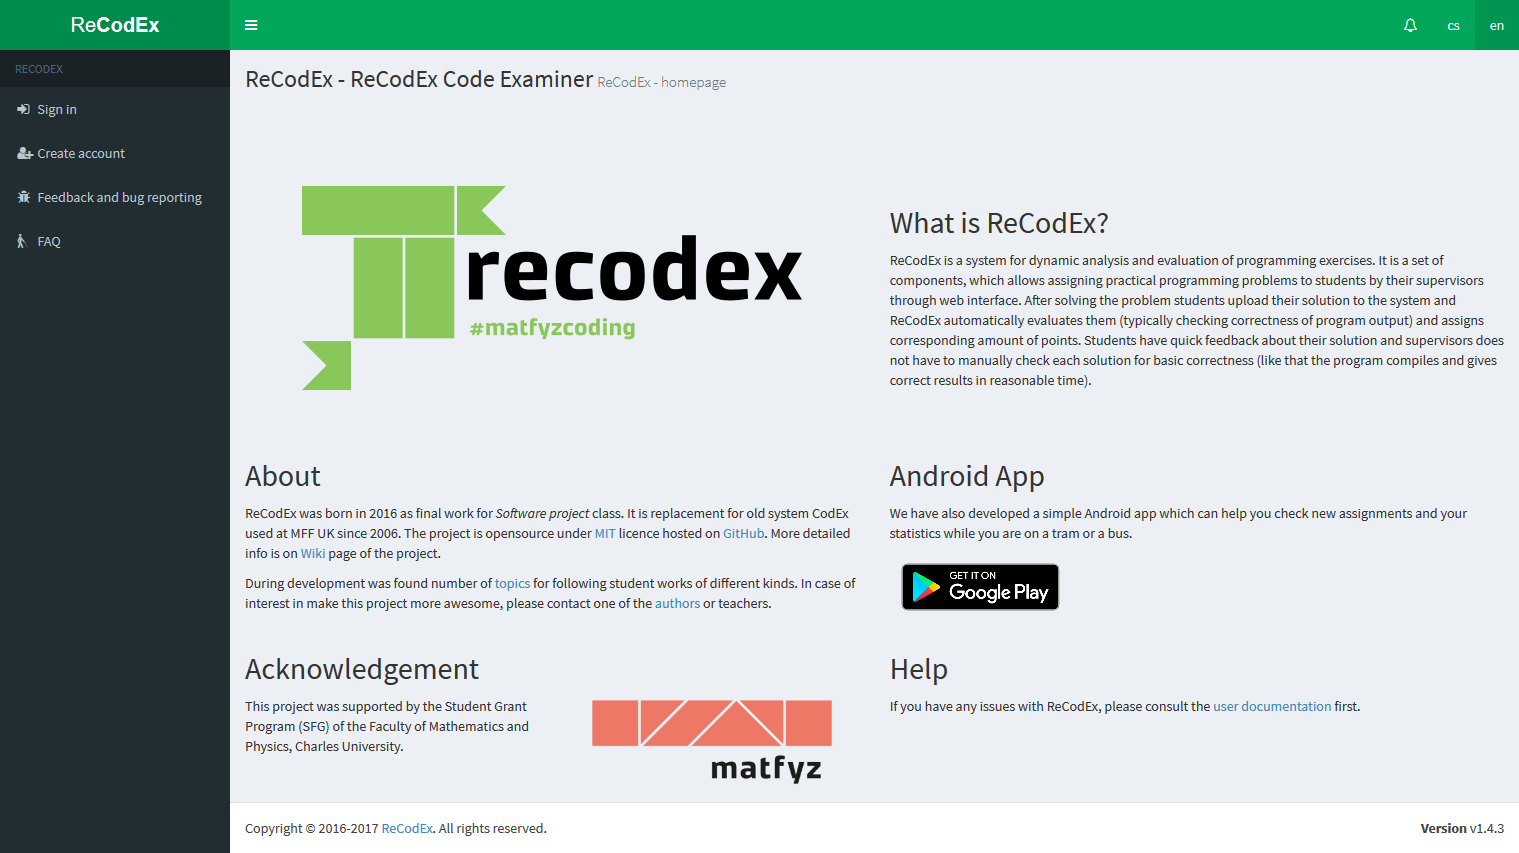 ReCodEx
cs
en
RECODEX
Sign in
Create account
Feedback and bug reporting
FAQ
ReCodEx - ReCodEx Code Examiner ReCodEx - homepage
recodex
#matfyzcoding
What is ReCodEx?
ReCodEx is a system for dynamic analysis and evaluation of programming exercises. It is a set of
components, which allows assigning practical programming problems to students by their supervisors
through web interface. After solving the problem students upload their solution to the system and
ReCodEx automatically evaluates them (typically checking correctness of program output) and assigns
corresponding amount of points. Students have quick feedback about their solution and supervisors does
not have to manually check each solution for basic correctness (like that the program compiles and gives
correct results in reasonable time).
About
ReCodEx was born in 2016 as final work for Software project class. It is replacement for old system CodEx
used at MFF UK since 2006. The project is opensource under MIT licence hosted on GitHub. More detailed
info is on Wiki page of the project.
During development was found number of topics for following student works of different kinds. In case of
interest in make this project more awesome, please contact one of the authors or teachers.
Android App
We have also developed a simple Android app which can help you check new assignments and your
statistics while you are on a tram or a bus.
GET IT ON
Google Play
Acknowledgement
This project was supported by the Student Grant
Program (SFG) of the Faculty of Mathematics and
Physics, Charles University.
matfyz
Help
If you have any issues with ReCodEx, please consult the user documentation first.
Copyright © 2016-2017 ReCodEx. All rights reserved.
Version v1.4.3